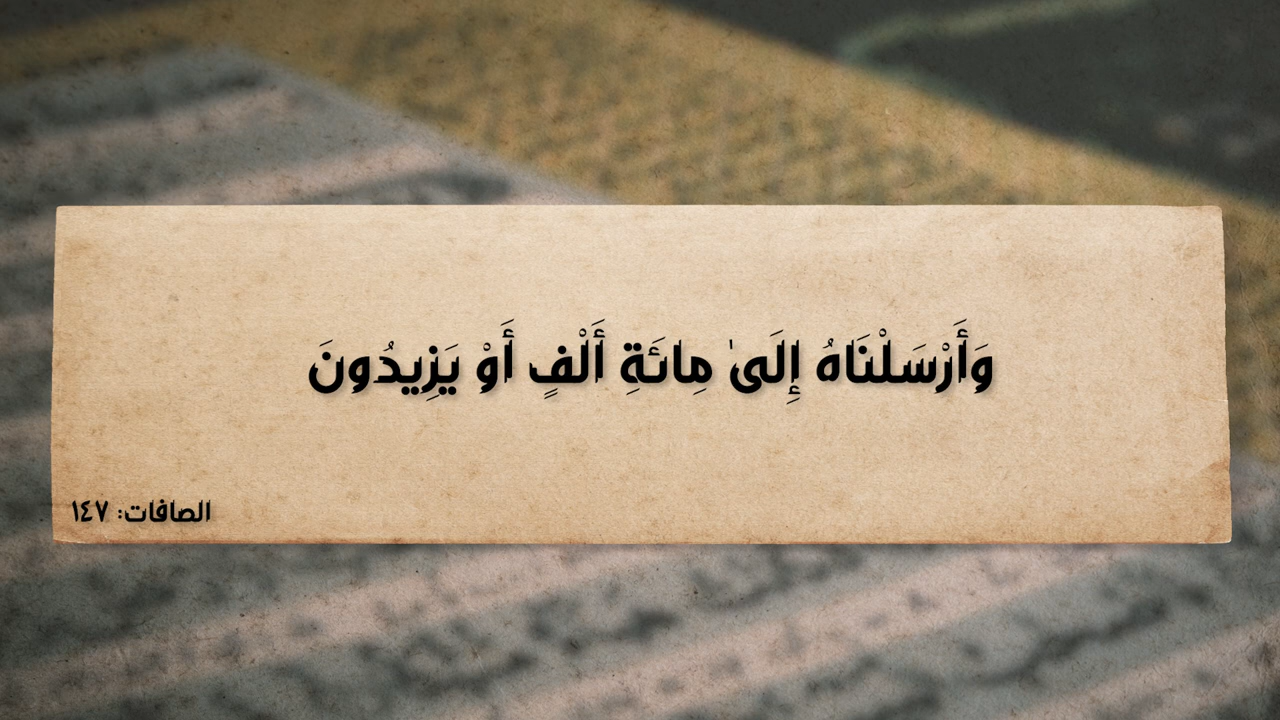 وَأَرْسَلْنَاهُ إِلَىٰ مِائَةِ أَلْفٍ أَوْ يَزِيدُونَ
الصافات: ١٤٧